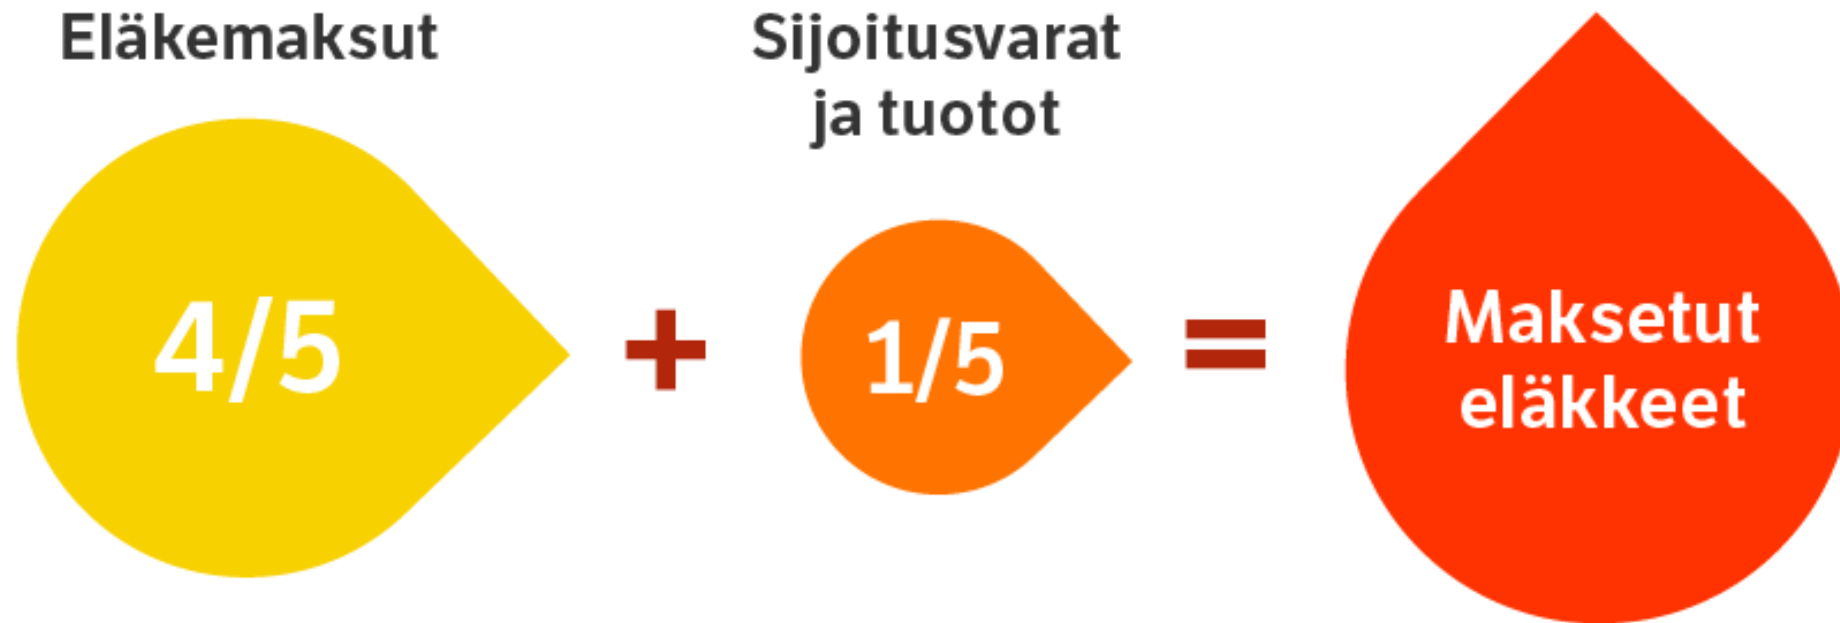 Eläkemaksut
4/5
+
Sijoitusvarat
ja tuotot
1/5
=
Maksetut
eläkkeet